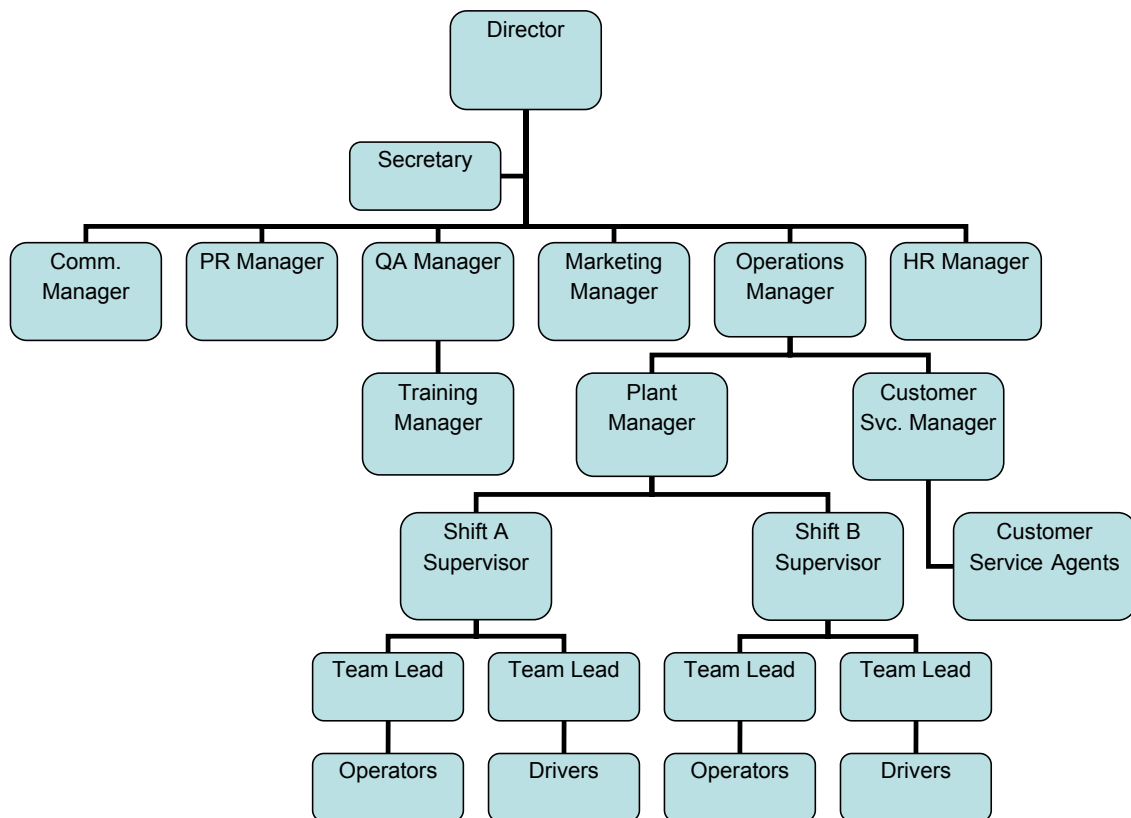 Director
Secretary
Comm.
Manager
PR Manager
QA Manager
Marketing
Manager
Operations
Manager
HR Manager
Training
Manager
Plant
Manager
Customer
Svc. Manager
Shift A
Supervisor
Shift B
Supervisor
Customer
Service Agents
Team Lead
Team Lead
Team Lead
Team Lead
Operators
Drivers
Operators
Drivers